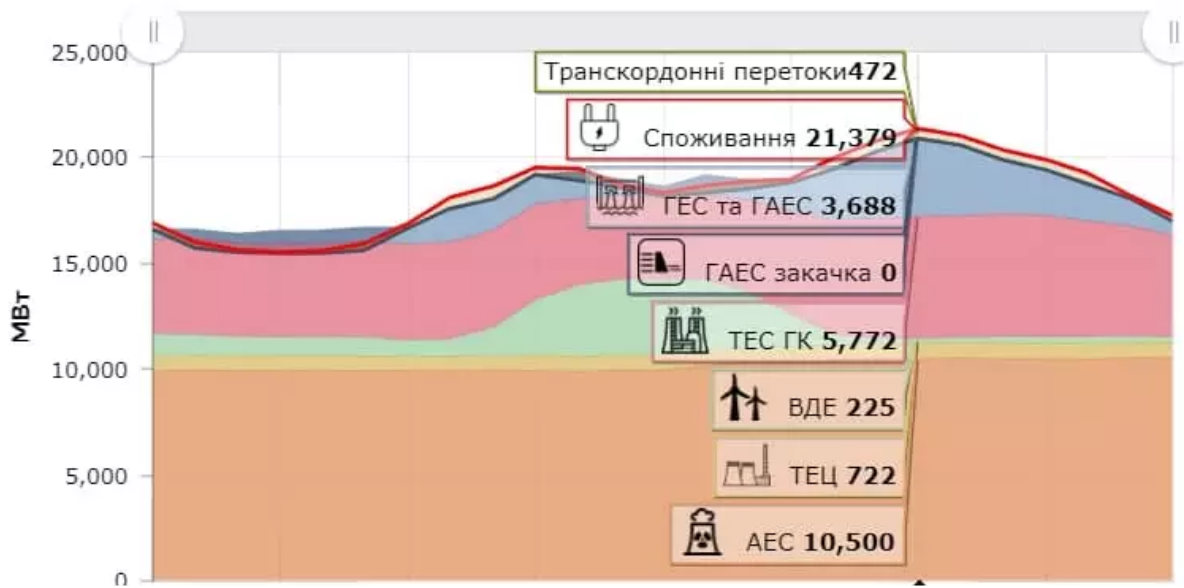 25,000
Транскордонні перетоки472
Споживання 21,379
20,000
ГЕС та ГАЕС 3,688
15,000
ГАЕС закачка 0
МВт
ТЕС ГК 5,772
10,000
ВДЕ 225
5,000
ТЕЦ 722
АЕС 10,500
0